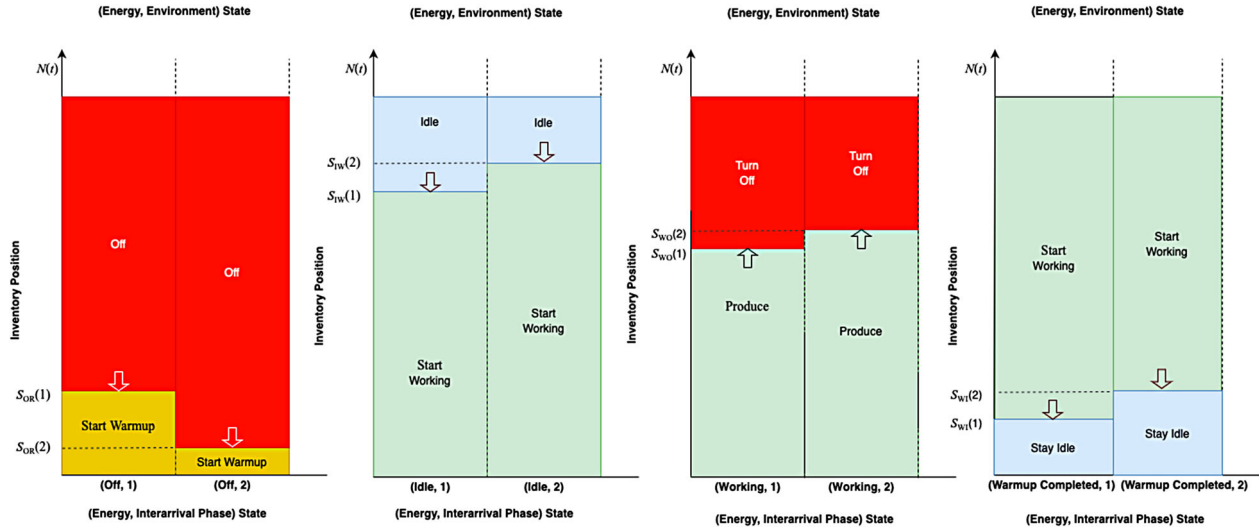 (Energy, Environment) State
N(t)
Inventory Position
Off
Off
S_OR(1)
Start Warmup
S_OR(2)
Start Warmup
(Off, 1)
(Off, 2)
(Energy, Interarrival Phase) State
(Energy, Environment) State
N(t)
Inventory Position
Idle
Idle
S_IW(2)
S_IW(1)
Start
Working
Start
Working
(Idle, 1)
(Idle, 2)
(Energy, Interarrival Phase) State
(Energy, Environment) State
N(t)
Inventory Position
Turn
Off
Turn
Off
S_WO(2)
S_WO(1)
Produce
Produce
(Working, 1)
(Working, 2)
(Energy, Interarrival Phase) State
(Energy, Environment) State
N(t)
Inventory Position
Start
Working
Start
Working
S_WI(2)
S_WI(1)
Stay Idle
Stay Idle
(Warmup Completed, 1)
(Warmup Completed, 2)
(Energy, Interarrival Phase) State